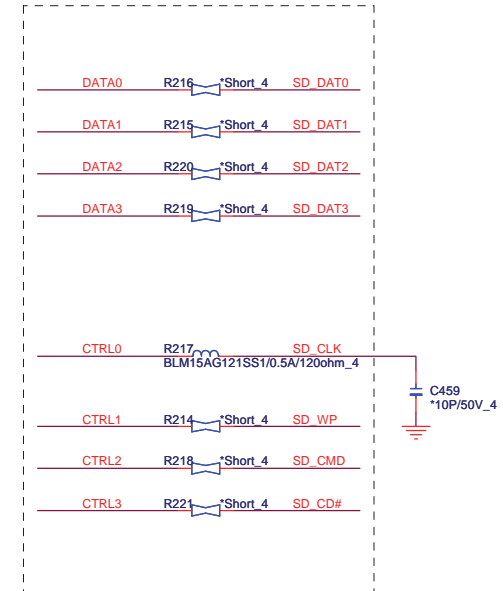 DATA0 R216 *Short_4 SD_DAT0
DATA1 R215 *Short_4 SD_DAT1
DATA2 R220 *Short_4 SD_DAT2
DATA3 R219 *Short_4 SD_DAT3
CTRL0 R217 SD_CLK
BLM15AG121SS1/0.5A/120ohm_4
C459
*10P/50V_4
CTRL1 R214 *Short_4 SD_WP
CTRL2 R218 *Short_4 SD_CMD
CTRL3 R221 *Short_4 SD_CD#